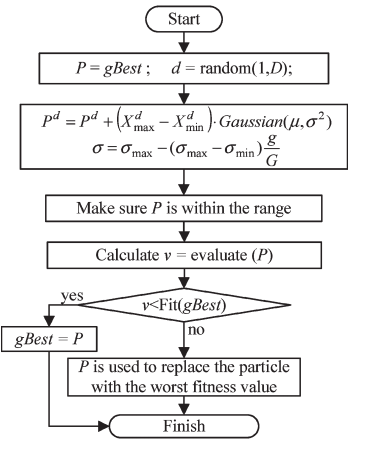 Start
P = gBest ; d = random(1,D);
P^d = P^d + (X^d_max − X^d_min)·Gaussian(μ,σ²)
σ = σ_max − (σ_max − σ_min) g/G
Make sure P is within the range
Calculate v = evaluate (P)
v<Fit(gBest)
yes
no
gBest = P
P is used to replace the particle
with the worst fitness value
Finish